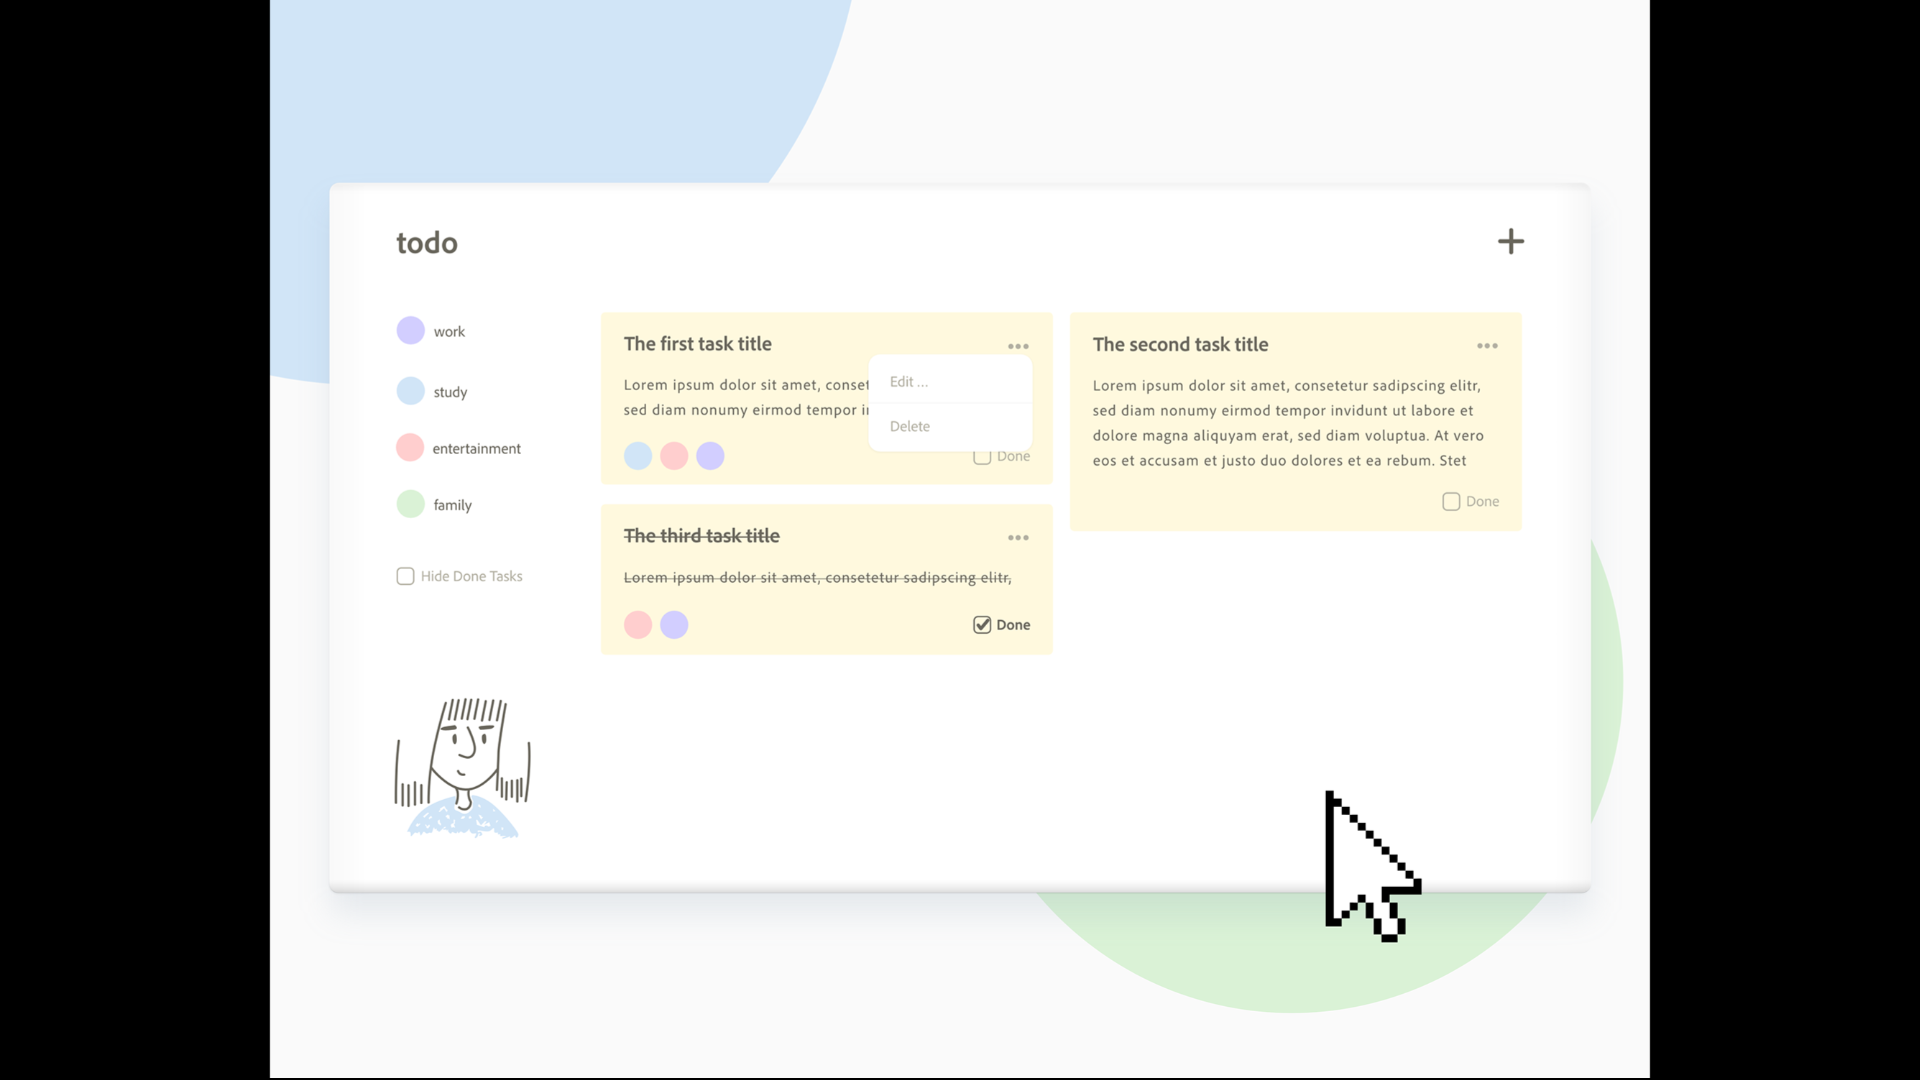 todo
work
study
entertainment
family
Hide Done Tasks
The first task title
Lorem ipsum dolor sit amet,
sed diam nonumy eirmod tempor
Edit ...
Delete
Done
The second task title
Lorem ipsum dolor sit amet, consetetur sadipscing elitr,
sed diam nonumy eirmod tempor invidunt ut labore et
dolore magna aliquyam erat, sed diam voluptua. At vero
eos et accusam et justo duo dolores et ea rebum. Stet
Done
The third task title
Lorem ipsum dolor sit amet, consetetur sadipscing elitr,
Done